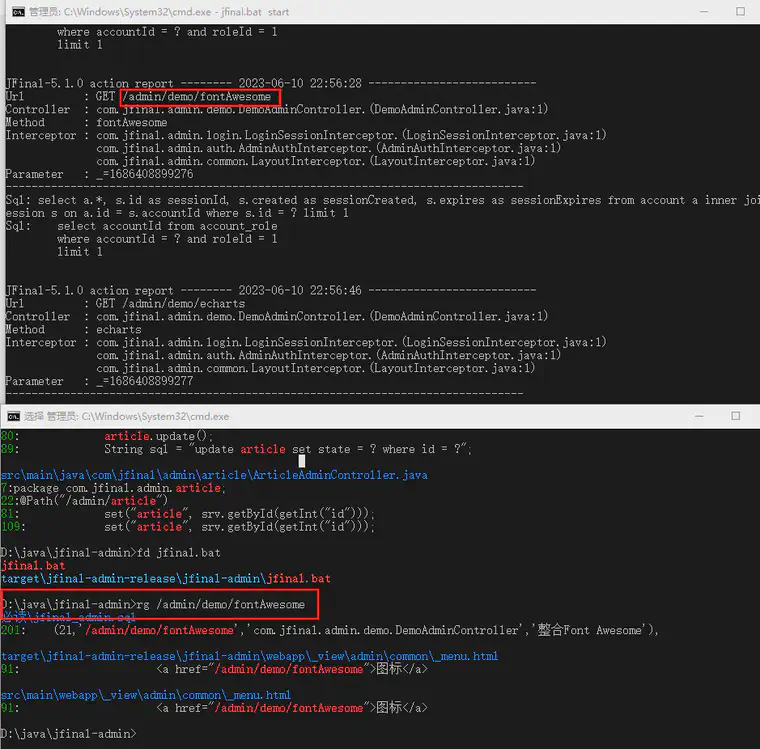 管理员: C:\Windows\System32\cmd.exe - jfinal.bat  start
where accountId = ? and roleId = 1
limit 1
JFinal-5.1.0 action report -------- 2023-06-10 22:56:28 --------------------------
Url         : GET /admin/demo/fontAwesome
Controller  : com.jfinal.admin.demo.DemoAdminController.(DemoAdminController.java:1)
Method      : fontAwesome
Interceptor : com.jfinal.admin.login.LoginSessionInterceptor.(LoginSessionInterceptor.java:1)
com.jfinal.admin.auth.AdminAuthInterceptor.(AdminAuthInterceptor.java:1)
com.jfinal.admin.common.LayoutInterceptor.(LayoutInterceptor.java:1)
Parameter   : _=1686408899276
--------------------------------------------------------------------------------
Sql: select a.*, s.id as sessionId, s.created as sessionCreated, s.expires as sessionExpires from account a inner joi
ession s on a.id = s.accountId where s.id = ? limit 1
Sql:    select accountId from account_role
where accountId = ? and roleId = 1
limit 1
JFinal-5.1.0 action report -------- 2023-06-10 22:56:46 --------------------------
Url         : GET /admin/demo/echarts
Controller  : com.jfinal.admin.demo.DemoAdminController.(DemoAdminController.java:1)
Method      : echarts
Interceptor : com.jfinal.admin.login.LoginSessionInterceptor.(LoginSessionInterceptor.java:1)
com.jfinal.admin.auth.AdminAuthInterceptor.(AdminAuthInterceptor.java:1)
com.jfinal.admin.common.LayoutInterceptor.(LayoutInterceptor.java:1)
Parameter   : _=1686408899277
--------------------------------------------------------------------------------
选择 管理员: C:\Windows\System32\cmd.exe
80:             article.update();
89:             String sql = "update article set state = ? where id = ?";
src\main\java\com\jfinal\admin\article\ArticleAdminController.java
7:package com.jfinal.admin.article;
22:@Path("/admin/article")
81:             set("article", srv.getById(getInt("id")));
109:            set("article", srv.getById(getInt("id")));
D:\java\jfinal-admin>fd jfinal.bat
jfinal.bat
target\jfinal-admin-release\jfinal-admin\jfinal.bat
D:\java\jfinal-admin>rg /admin/demo/fontAwesome
必读\jfinal_admin.sql
201:    (21,'/admin/demo/fontAwesome','com.jfinal.admin.demo.DemoAdminController','整合Font Awesome'),
target\jfinal-admin-release\jfinal-admin\webapp\_view\admin\common\_menu.html
91:                     <a href="/admin/demo/fontAwesome">图标</a>
src\main\webapp\_view\admin\common\_menu.html
91:                     <a href="/admin/demo/fontAwesome">图标</a>
D:\java\jfinal-admin>